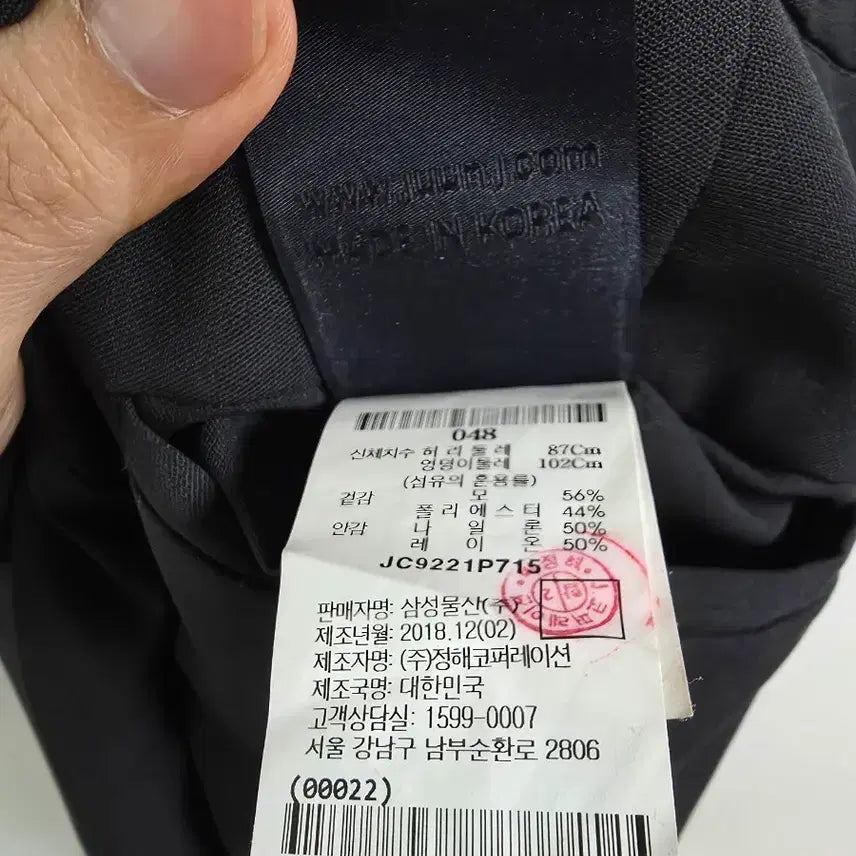 www.juunj.com
MADE IN KOREA
048
신체치수 허 리 둘 레 87Cm
엉덩이둘레 102Cm
(섬유의 혼용률)
겉감 모 56%
폴 리 에 스 터 44%
안감 나 일 론 50%
레 이 온 50%
JC9221P715
판매자명: 삼성물산(주)
제조년월: 2018.12(02)
제조자명: (주)정해코퍼레이션
제조국명: 대한민국
고객상담실: 1599-0007
서울 강남구 남부순환로 2806
(00022)